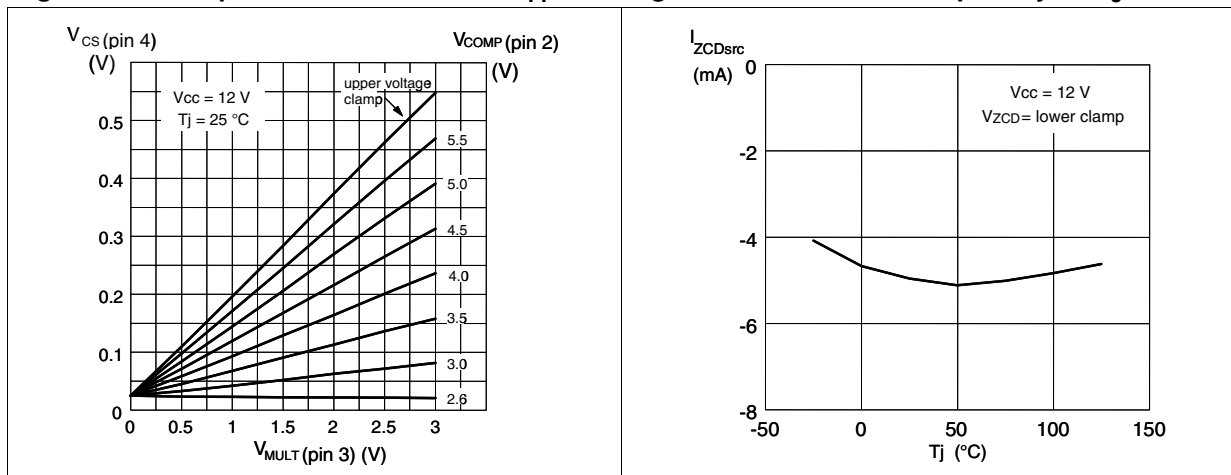 V CS (pin 4)
(V)
VCOMP (pin 2)
(V)
upper voltage
clamp
Vcc = 12 V
Tj = 25 °C
0.5
0.4
0.3
0.2
0.1
0
5.5
5.0
4.5
4.0
3.5
3.0
2.6
0 0.5 1 1.5 2 2.5 3
VMULT (pin 3) (V)
IZCDsrc
(mA)
Vcc = 12 V
VZCD = lower clamp
0
-2
-4
-6
-8
-50 0 50 100 150
Tj (°C)